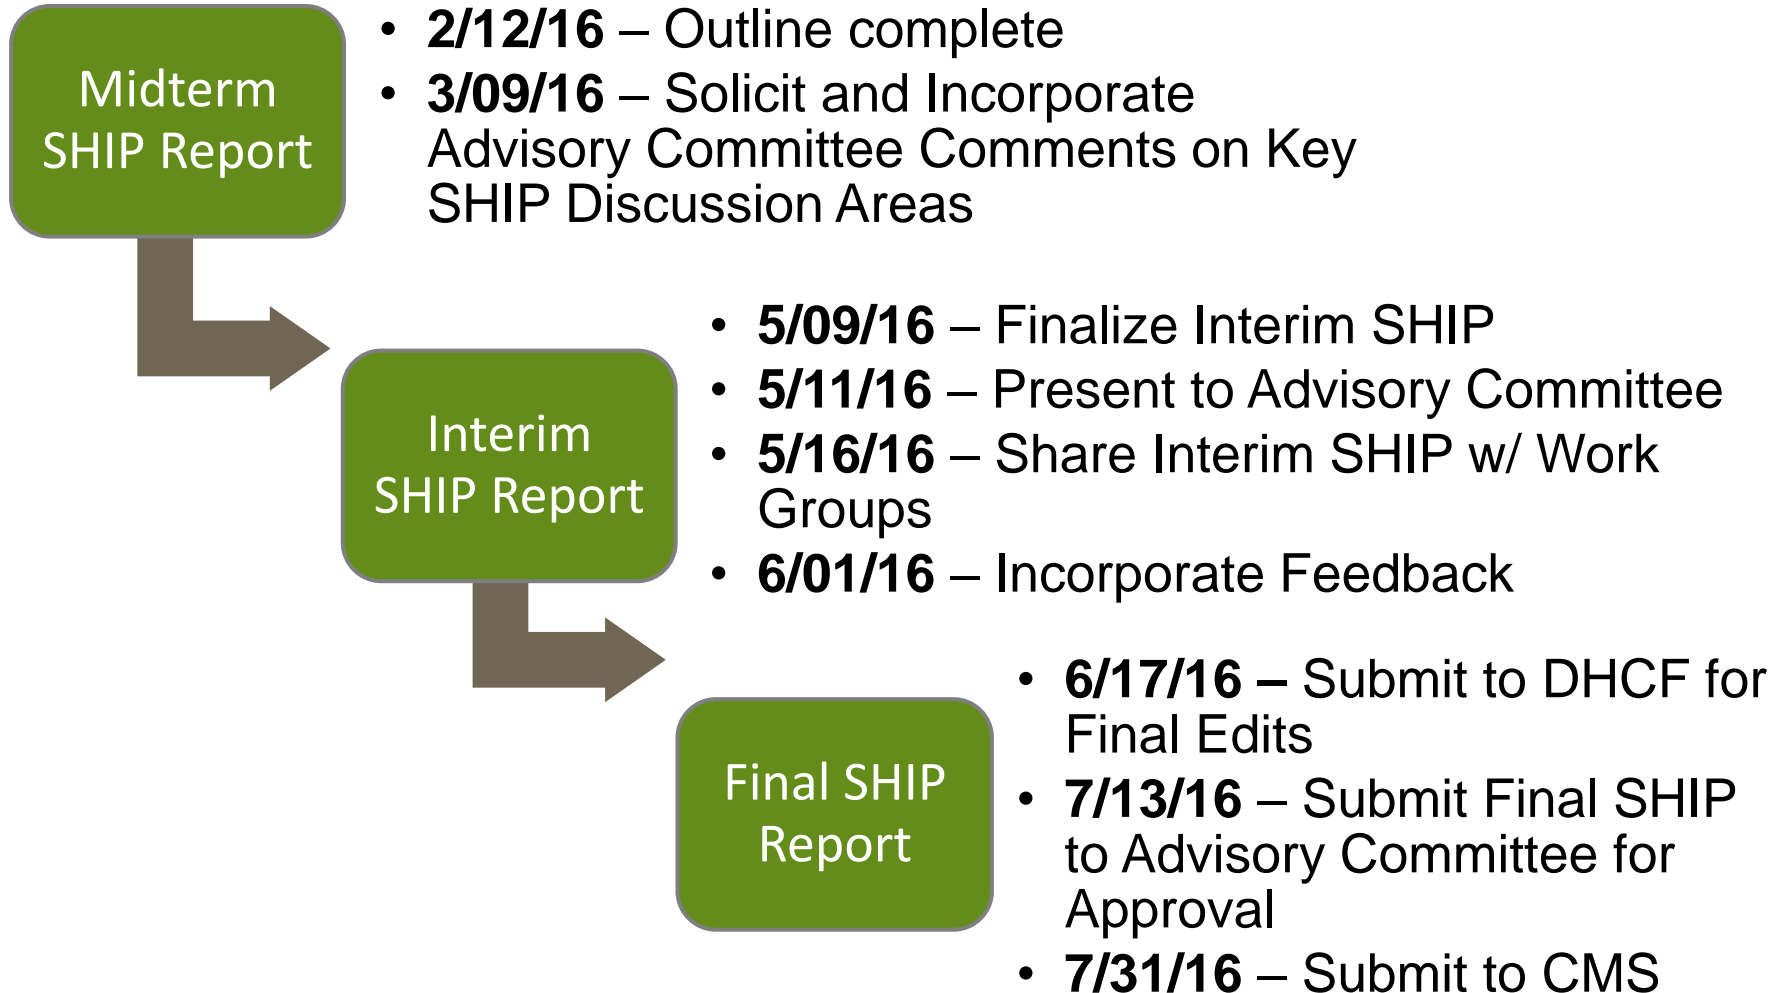 Midterm
SHIP Report
• 2/12/16 – Outline complete
• 3/09/16 – Solicit and Incorporate
Advisory Committee Comments on Key
SHIP Discussion Areas
Interim
SHIP Report
• 5/09/16 – Finalize Interim SHIP
• 5/11/16 – Present to Advisory Committee
• 5/16/16 – Share Interim SHIP w/ Work
Groups
• 6/01/16 – Incorporate Feedback
Final SHIP
Report
• 6/17/16 – Submit to DHCF for
Final Edits
• 7/13/16 – Submit Final SHIP
to Advisory Committee for
Approval
• 7/31/16 – Submit to CMS